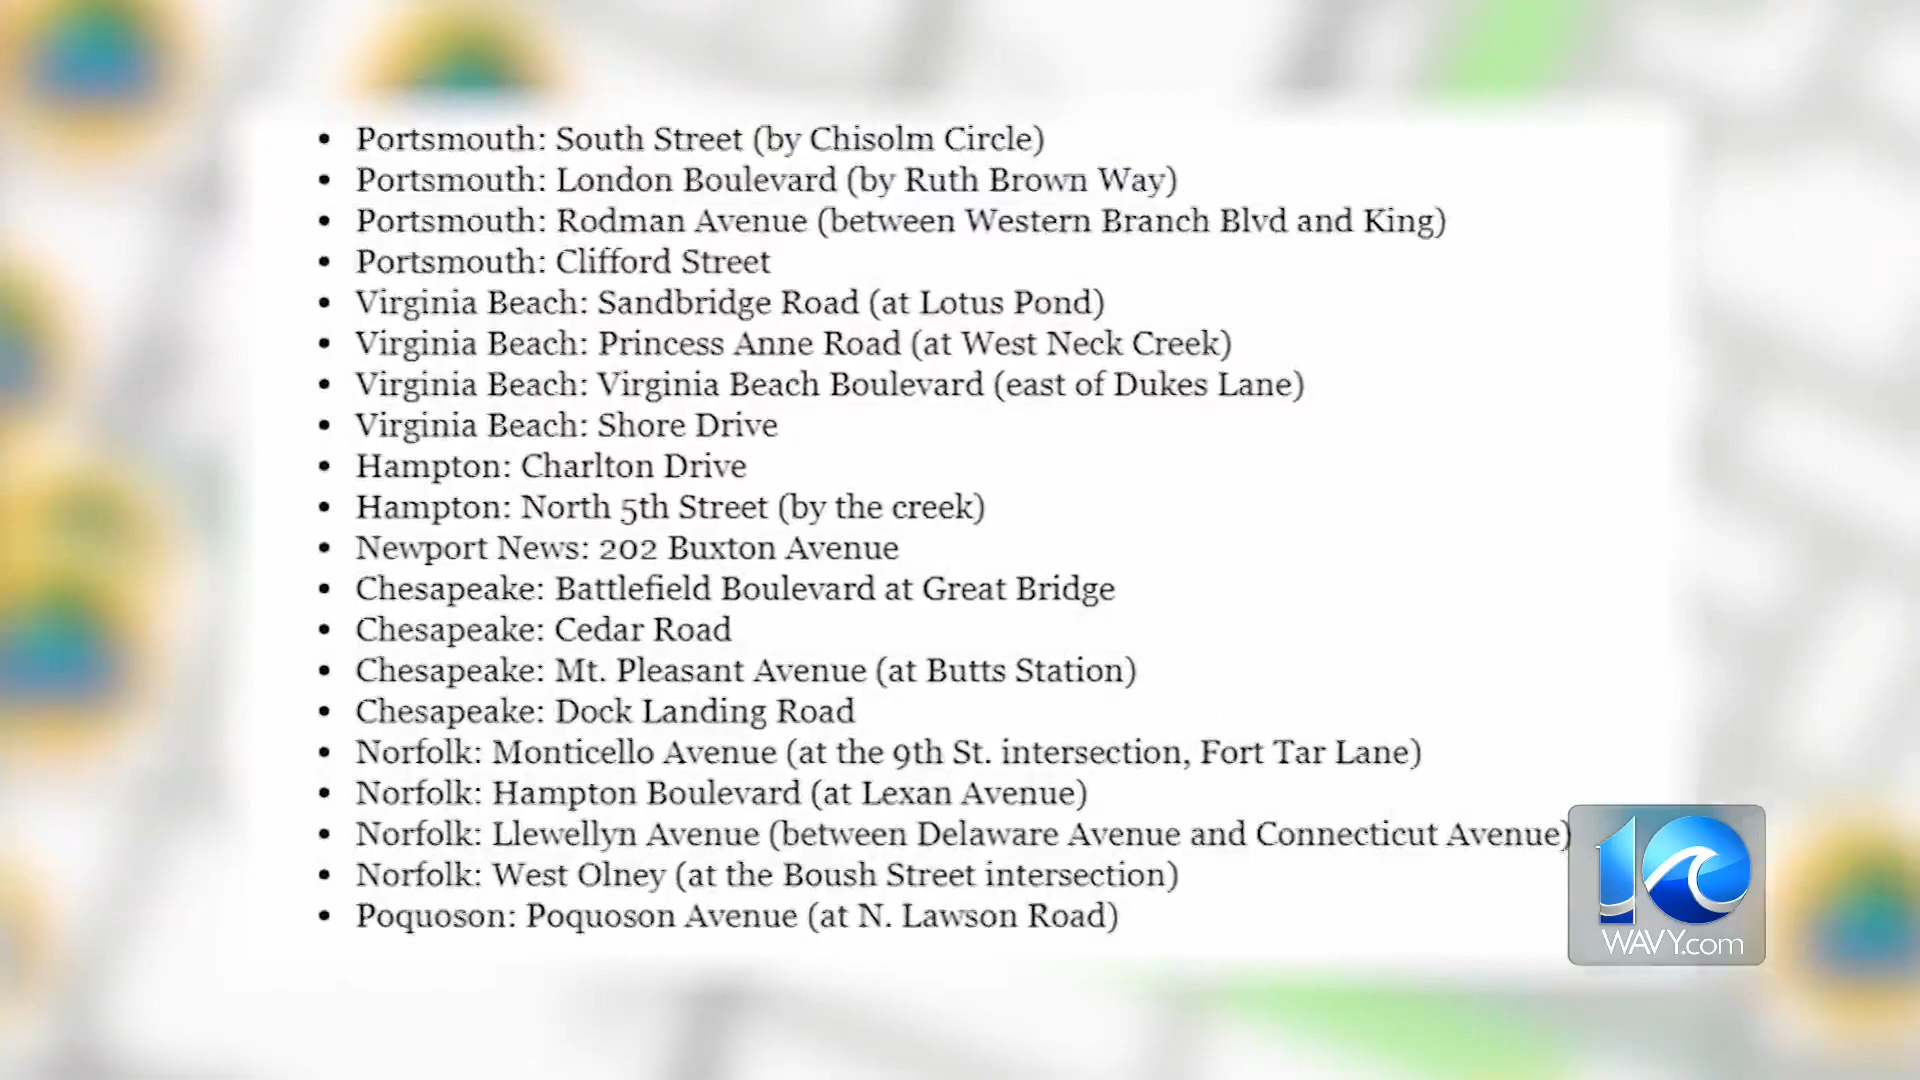 • Portsmouth: South Street (by Chisolm Circle)
• Portsmouth: London Boulevard (by Ruth Brown Way)
• Portsmouth: Rodman Avenue (between Western Branch Blvd and King)
• Portsmouth: Clifford Street
• Virginia Beach: Sandbridge Road (at Lotus Pond)
• Virginia Beach: Princess Anne Road (at West Neck Creek)
• Virginia Beach: Virginia Beach Boulevard (east of Dukes Lane)
• Virginia Beach: Shore Drive
• Hampton: Charlton Drive
• Hampton: North 5th Street (by the creek)
• Newport News: 202 Buxton Avenue
• Chesapeake: Battlefield Boulevard at Great Bridge
• Chesapeake: Cedar Road
• Chesapeake: Mt. Pleasant Avenue (at Butts Station)
• Chesapeake: Dock Landing Road
• Norfolk: Monticello Avenue (at the 9th St. intersection, Fort Tar Lane)
• Norfolk: Hampton Boulevard (at Lexan Avenue)
• Norfolk: Llewellyn Avenue (between Delaware Avenue and Connecticut Avenue)
• Norfolk: West Olney (at the Boush Street intersection)
• Poquoson: Poquoson Avenue (at N. Lawson Road)
10
WAVY.com